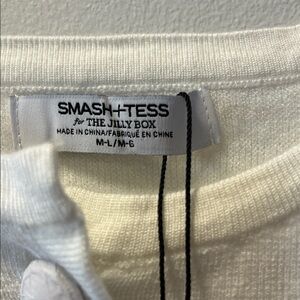 SMASH+TESS
for THE JILLY BOX
MADE IN CHINA/FABRIQUÉ EN CHINE
M-L/M-G